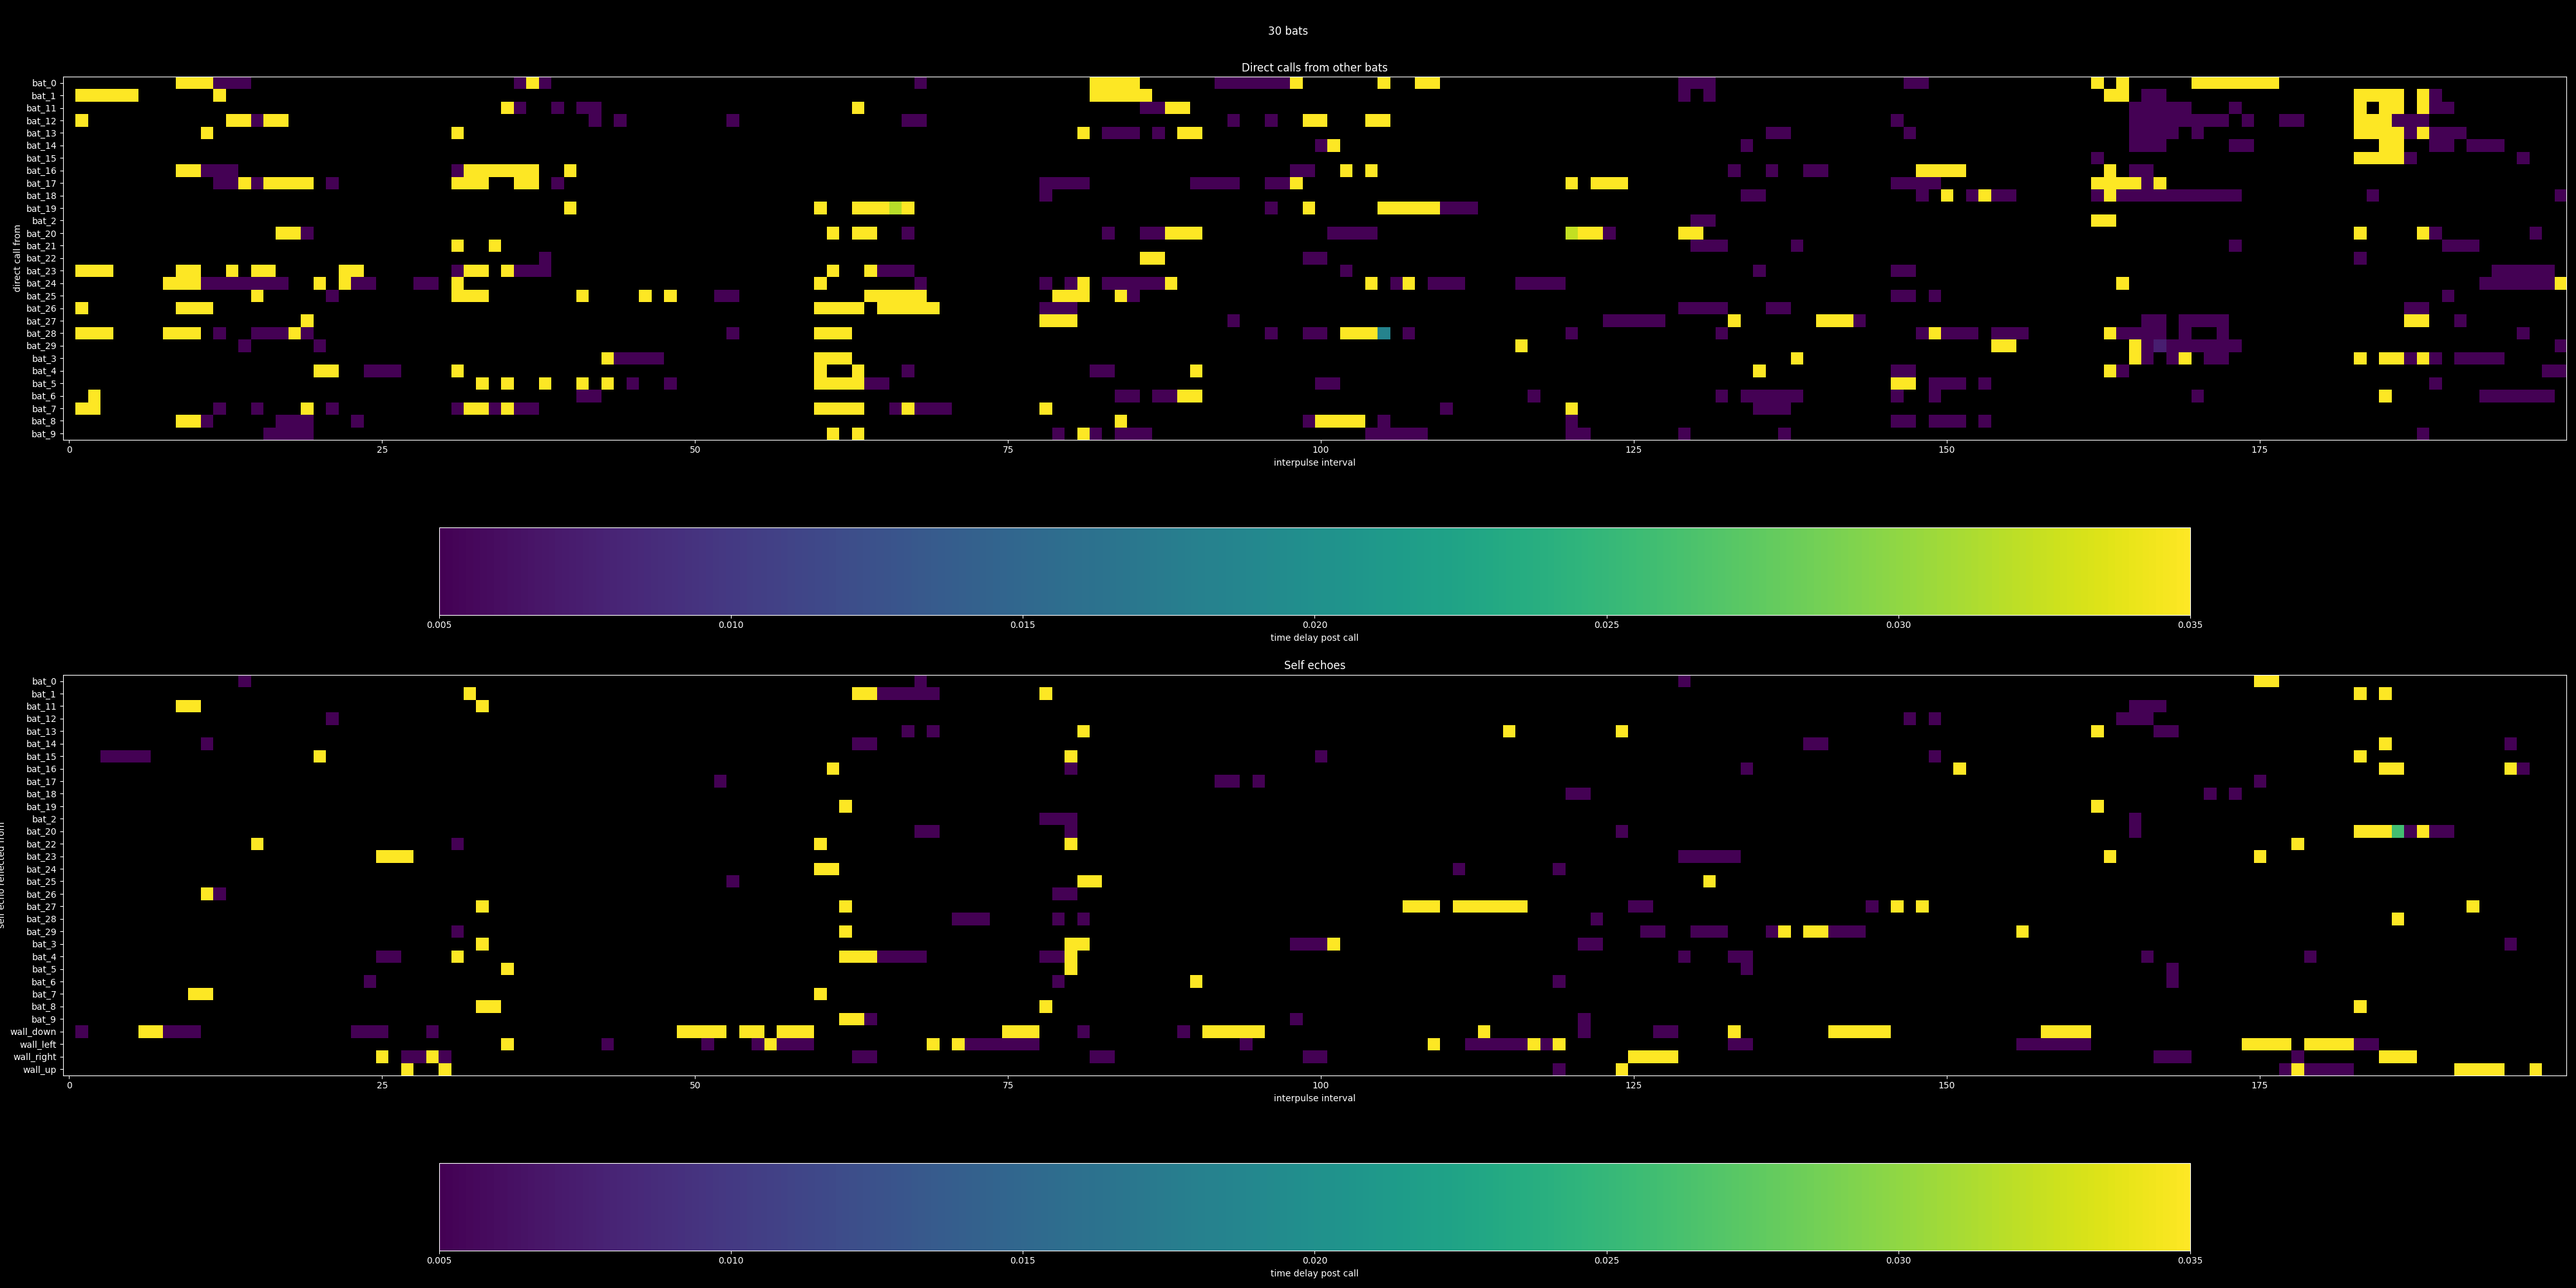 30 bats
Direct calls from other bats
direct call from
bat_0
bat_1
bat_11
bat_12
bat_13
bat_14
bat_15
bat_16
bat_17
bat_18
bat_19
bat_2
bat_20
bat_21
bat_22
bat_23
bat_24
bat_25
bat_26
bat_27
bat_28
bat_29
bat_3
bat_4
bat_5
bat_6
bat_7
bat_8
bat_9
0 25 50 75 100 125 150 175
interpulse interval
0.005 0.010 0.015 0.020 0.025 0.030 0.035
time delay post call
Self echoes
self echo reflected from
bat_0
bat_1
bat_11
bat_12
bat_13
bat_14
bat_15
bat_16
bat_17
bat_18
bat_19
bat_2
bat_20
bat_22
bat_23
bat_24
bat_25
bat_26
bat_27
bat_28
bat_29
bat_3
bat_4
bat_5
bat_6
bat_7
bat_8
bat_9
wall_down
wall_left
wall_right
wall_up
0 25 50 75 100 125 150 175
interpulse interval
0.005 0.010 0.015 0.020 0.025 0.030 0.035
time delay post call